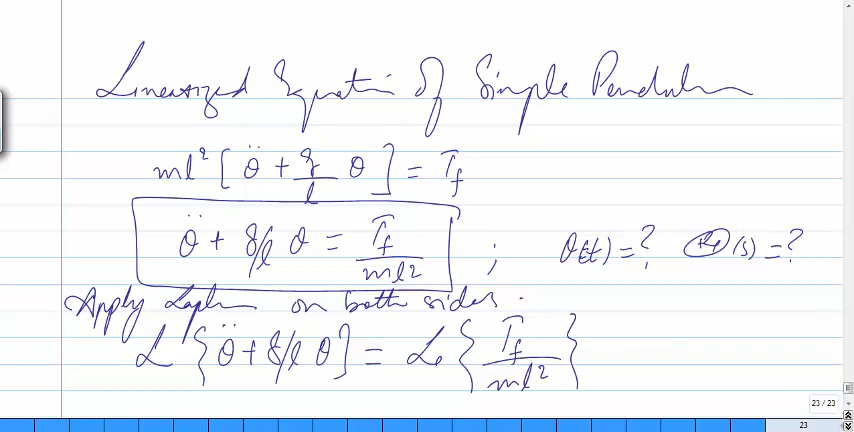 Linearized Equation Of Simple Pendulum
ml² [ θ̈ + g/l θ ] = T_f
θ̈ + g/l θ = T_f / ml² ; θ(t) = ? Θ(s) = ?
Apply Laplace on both sides.
ℒ { θ̈ + g/l θ ] = ℒ { T_f / ml² }
23 / 23
23